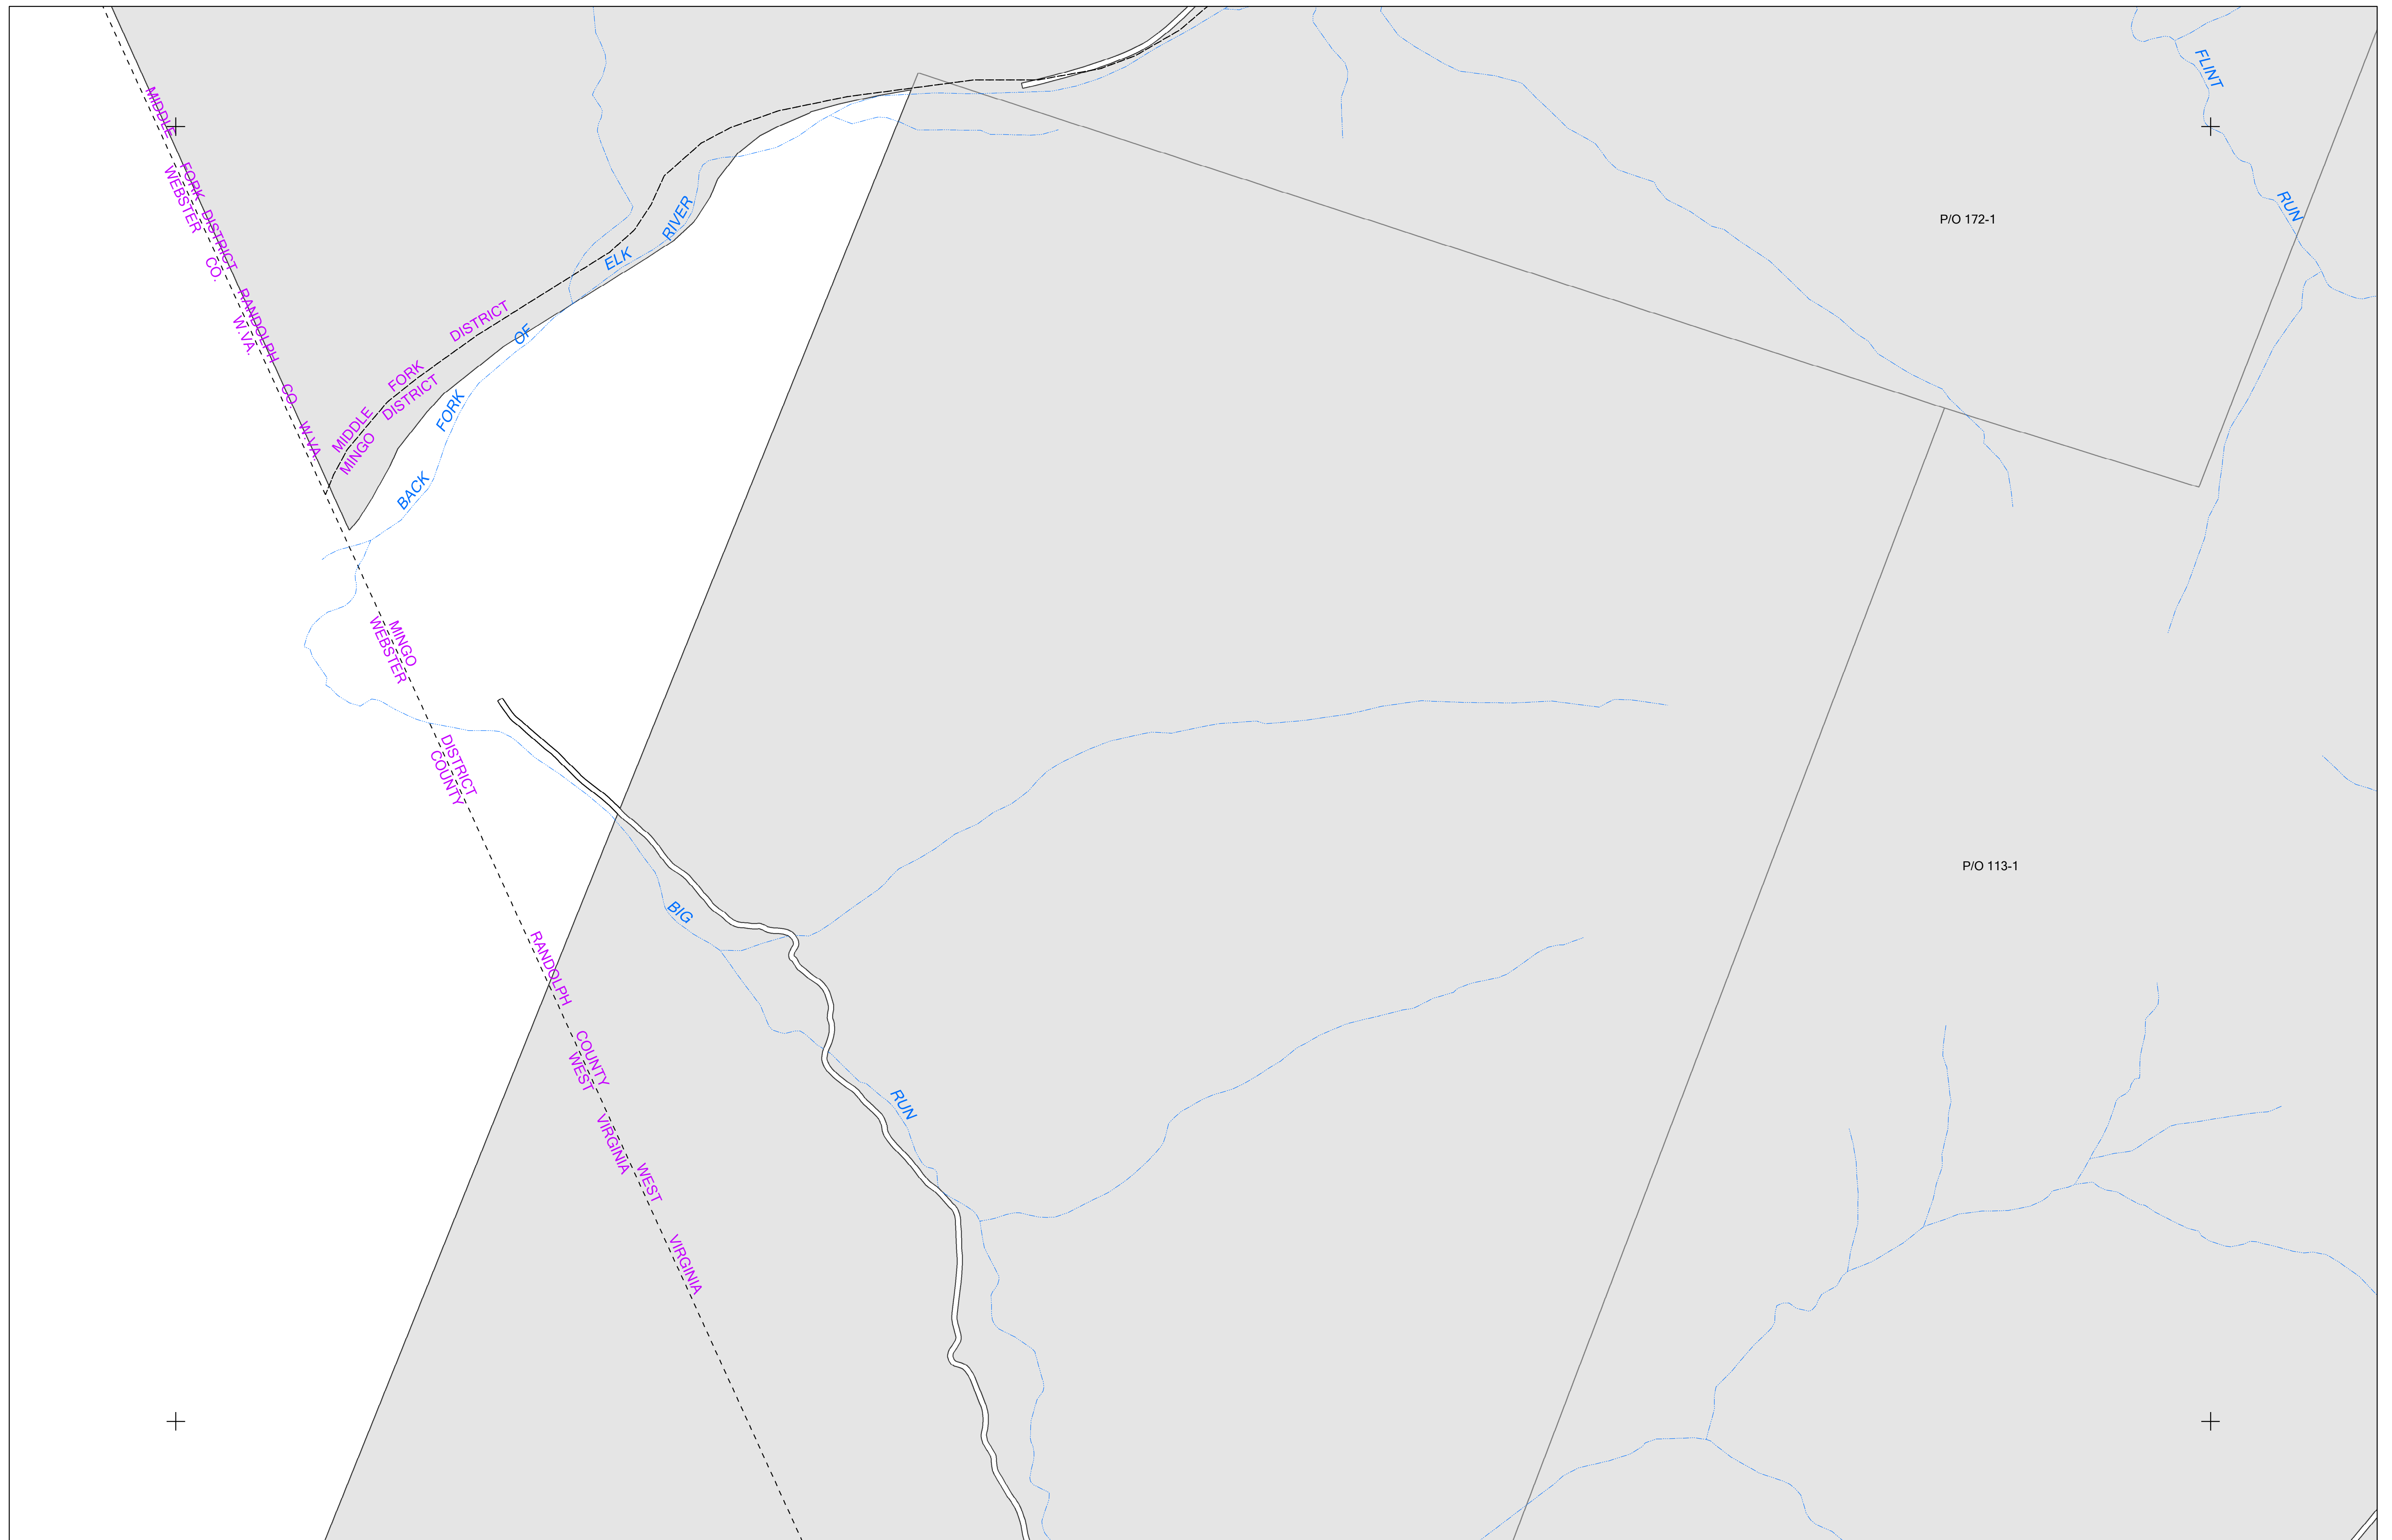 MIDDLE FORK DISTRICT RANDOLPH CO. W.VA.
WEBSTER CO. W.VA.
FLINT RUN
P/O 172-1
BACK FORK OF ELK RIVER
MIDDLE FORK DISTRICT
MINGO DISTRICT
MINGO DISTRICT RANDOLPH COUNTY WEST VIRGINIA
WEBSTER COUNTY WEST VIRGINIA
P/O 113-1
BIG RUN